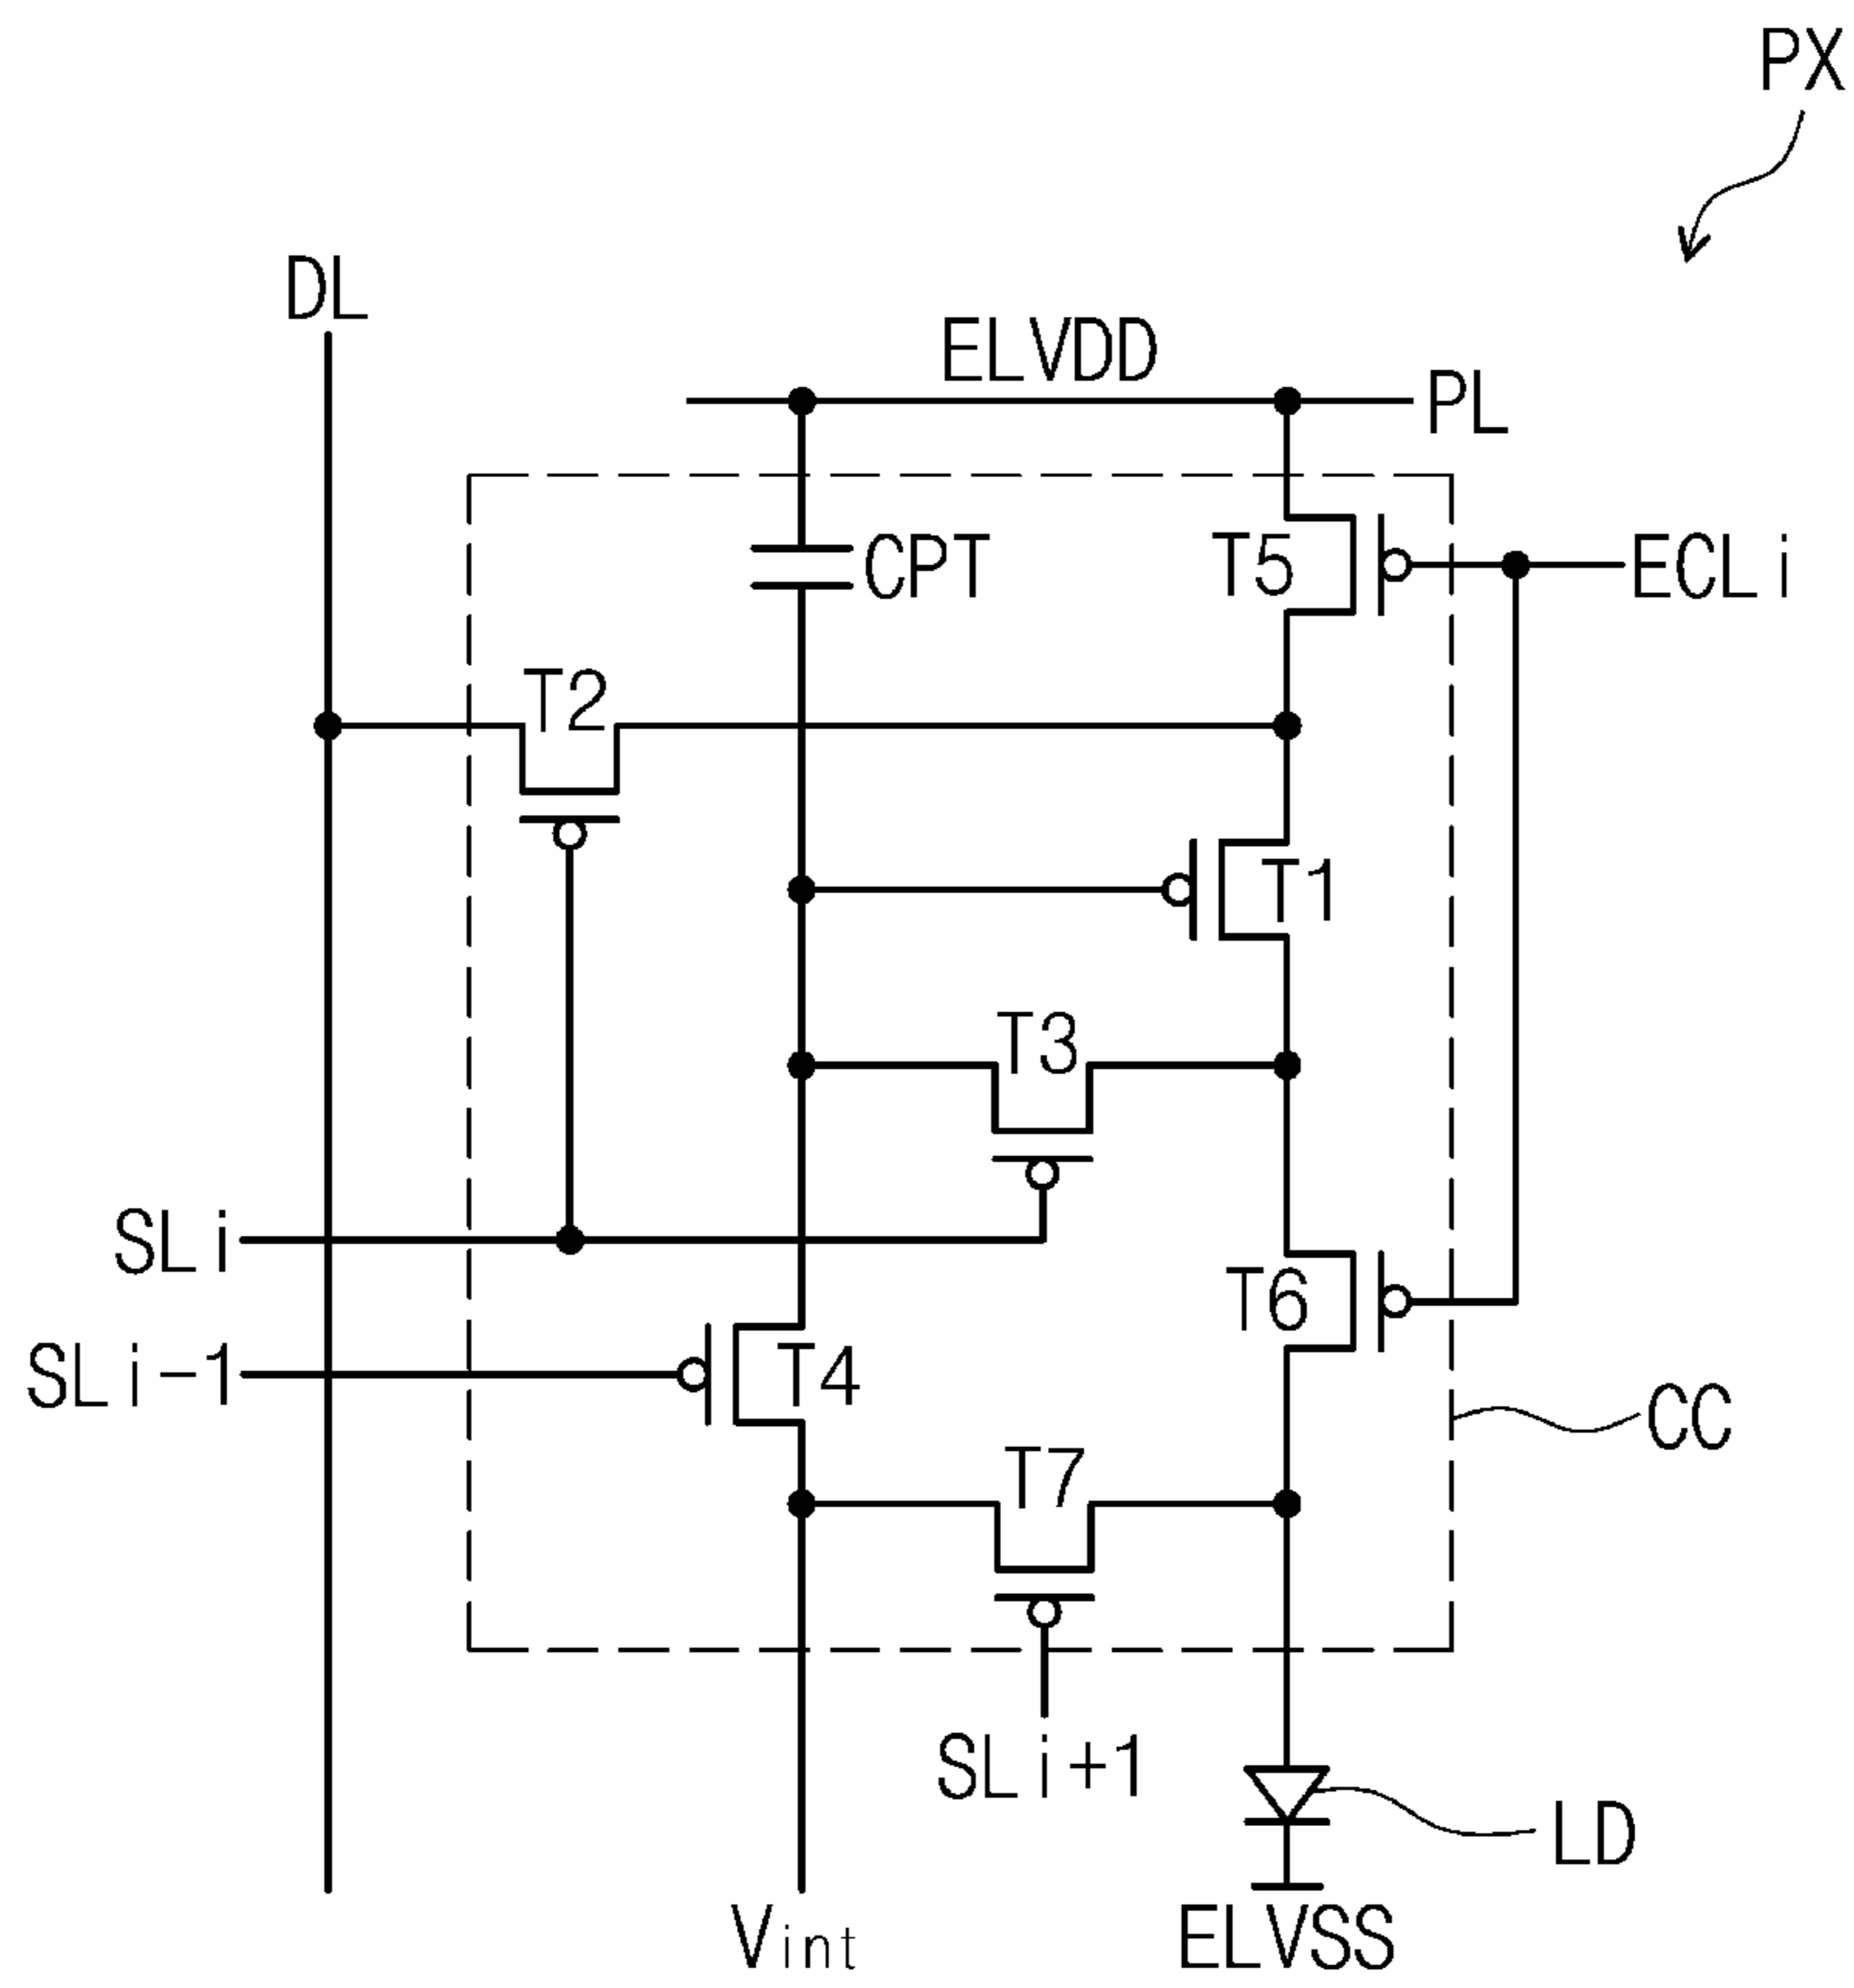 PX
DL
ELVDD
PL
CPT
T5
ECLi
T2
T1
T3
SLi
T6
SLi-1
T4
CC
T7
SLi+1
LD
Vint
ELVSS